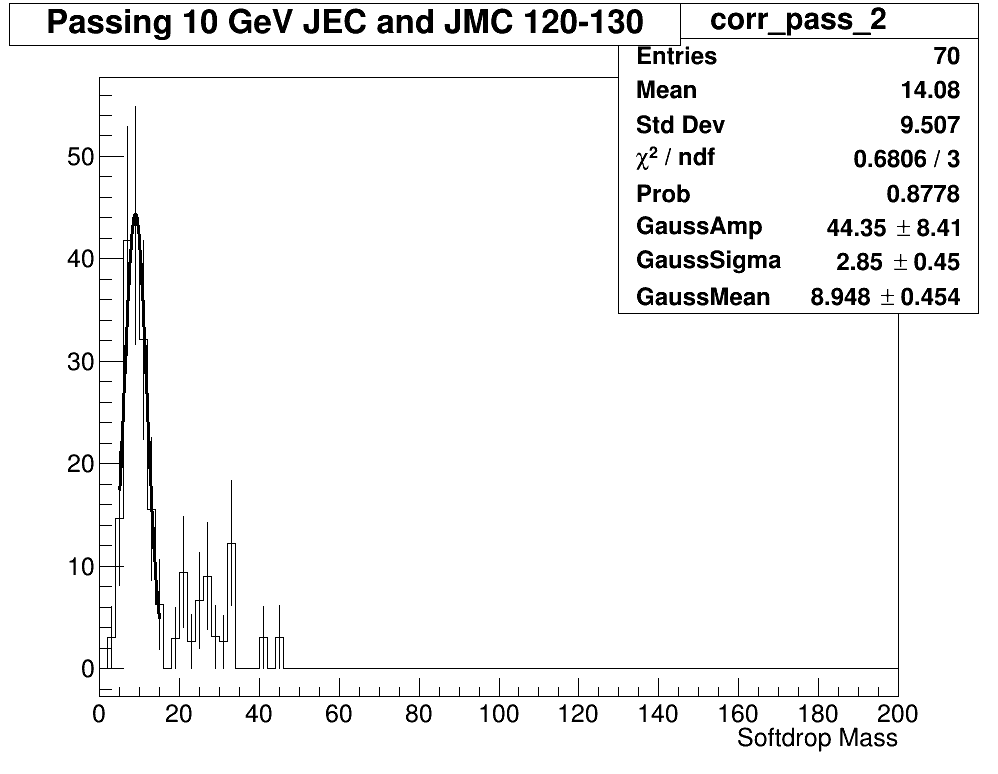 Passing 10 GeV JEC and JMC 120-130
corr_pass_2
Entries 70
Mean 14.08
Std Dev 9.507
χ² / ndf 0.6806 / 3
Prob 0.8778
GaussAmp 44.35 ± 8.41
GaussSigma 2.85 ± 0.45
GaussMean 8.948 ± 0.454
50
40
30
20
10
0
0 20 40 60 80 100 120 140 160 180 200
Softdrop Mass